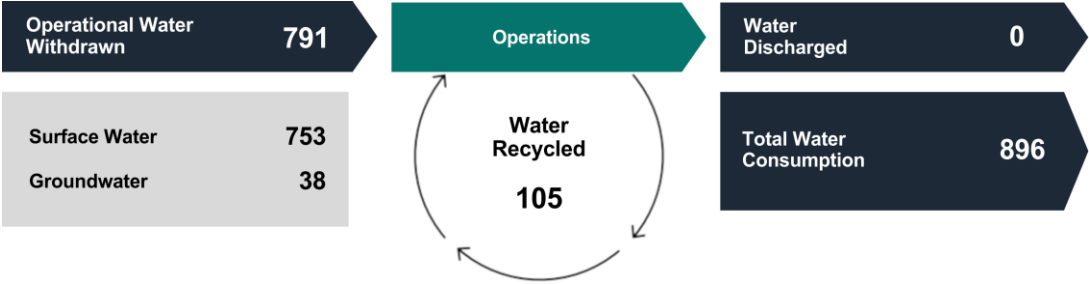 Operational Water
Withdrawn
791
Operations
Water
Discharged
0
Surface Water
753
Groundwater
38
Water
Recycled
105
Total Water
Consumption
896